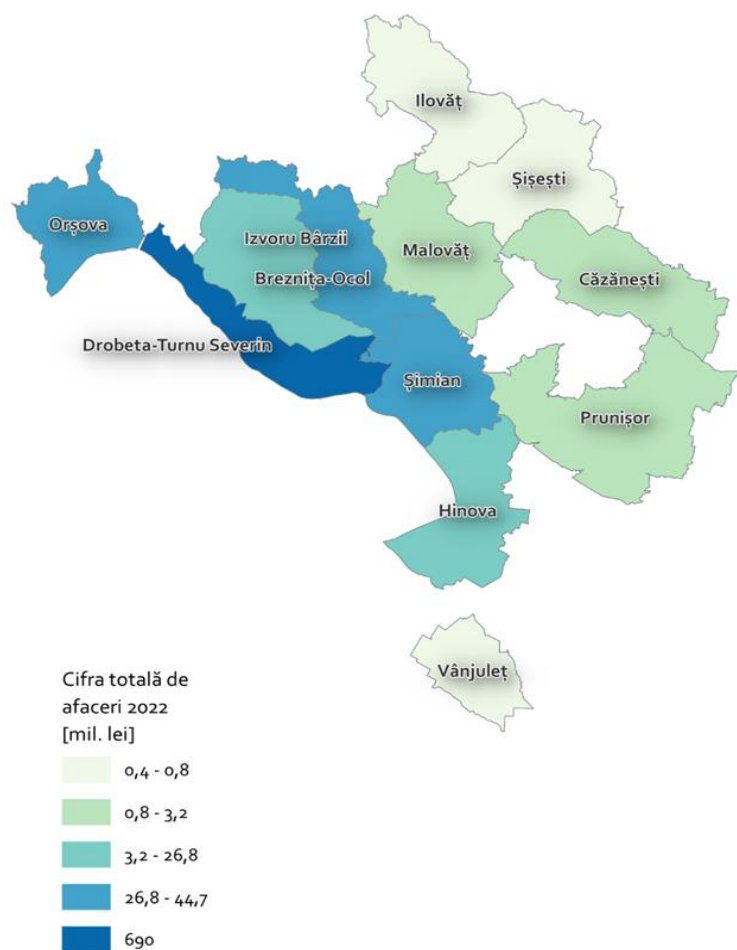 Ilovăț
Șișești
Orșova
Izvoru Bârzii
Malovăț
Breznița-Ocol
Căzănești
Drobeta-Turnu Severin
Șimian
Prunișor
Hinova
Vânjuleț
Cifra totală de
afaceri 2022
[mil. lei]
0,4 - 0,8
0,8 - 3,2
3,2 - 26,8
26,8 - 44,7
690